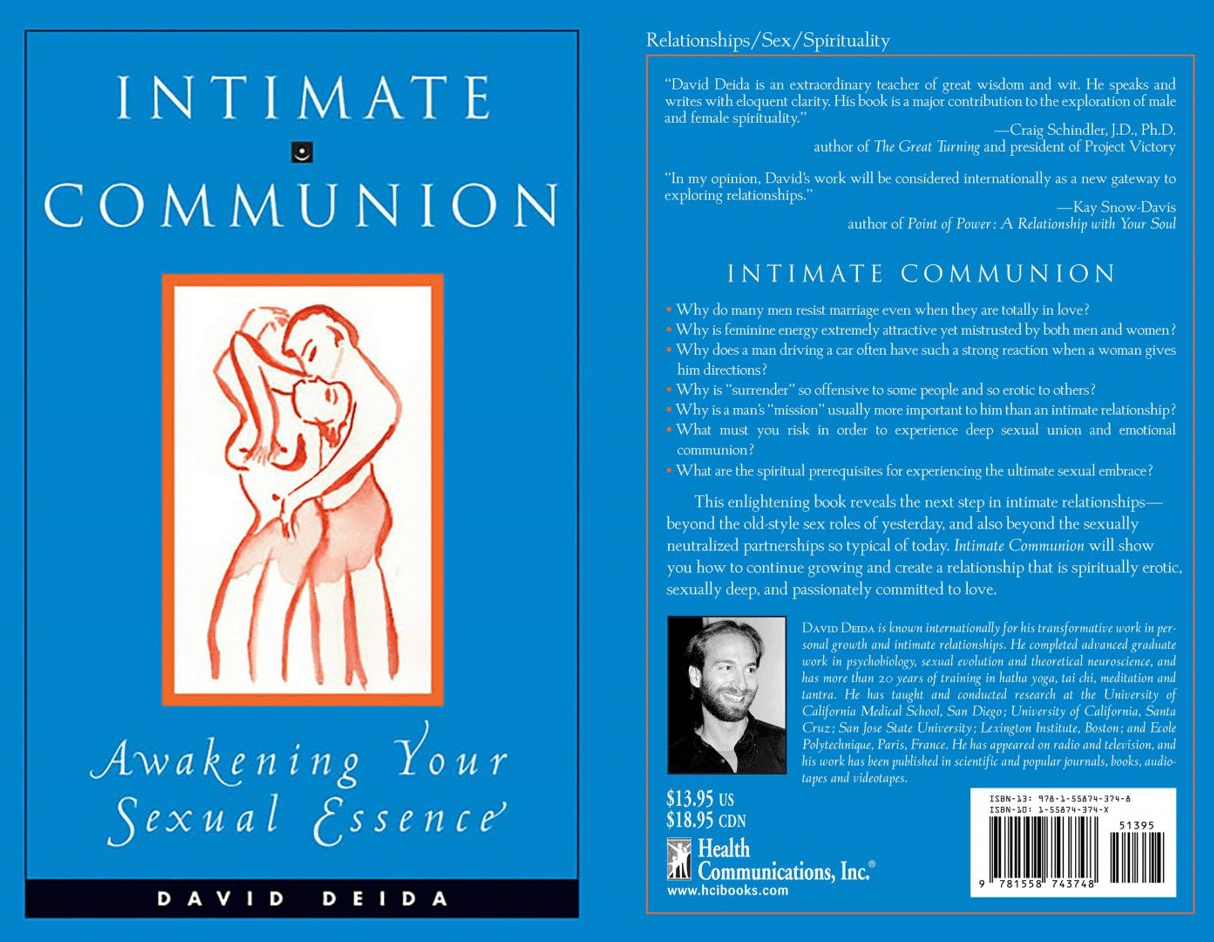 INTIMATE
COMMUNION
Awakening Your
Sexual Essence
DAVID DEIDA
Relationships/Sex/Spirituality
“David Deida is an extraordinary teacher of great wisdom and wit. He speaks and
writes with eloquent clarity. His book is a major contribution to the exploration of male
and female spirituality.”
—Craig Schindler, J.D., Ph.D.
author of The Great Turning and president of Project Victory
“In my opinion, David’s work will be considered internationally as a new gateway to
exploring relationships.”
—Kay Snow-Davis
author of Point of Power: A Relationship with Your Soul
INTIMATE COMMUNION
• Why do many men resist marriage even when they are totally in love?
• Why is feminine energy extremely attractive yet mistrusted by both men and women?
• Why does a man driving a car often have such a strong reaction when a woman gives
him directions?
• Why is “surrender” so offensive to some people and so erotic to others?
• Why is a man’s “mission” usually more important to him than an intimate relationship?
• What must you risk in order to experience deep sexual union and emotional
communion?
• What are the spiritual prerequisites for experiencing the ultimate sexual embrace?
This enlightening book reveals the next step in intimate relationships—
beyond the old-style sex roles of yesterday, and also beyond the sexually
neutralized partnerships so typical of today. Intimate Communion will show
you how to continue growing and create a relationship that is spiritually erotic,
sexually deep, and passionately committed to love.
DAVID DEIDA is known internationally for his transformative work in per-
sonal growth and intimate relationships. He completed advanced graduate
work in psychobiology, sexual evolution and theoretical neuroscience, and
has more than 20 years of training in hatha yoga, tai chi, meditation and
tantra. He has taught and conducted research at the University of
California Medical School, San Diego; University of California, Santa
Cruz; San Jose State University; Lexington Institute, Boston; and Ecole
Polytechnique, Paris, France. He has appeared on radio and television, and
his work has been published in scientific and popular journals, books, audio-
tapes and videotapes.
$13.95 US
$18.95 CDN
Health
Communications, Inc.®
www.hcibooks.com
ISBN-13: 978-1-55874-374-8
ISBN-10: 1-55874-374-X
51395
9 781558 743748